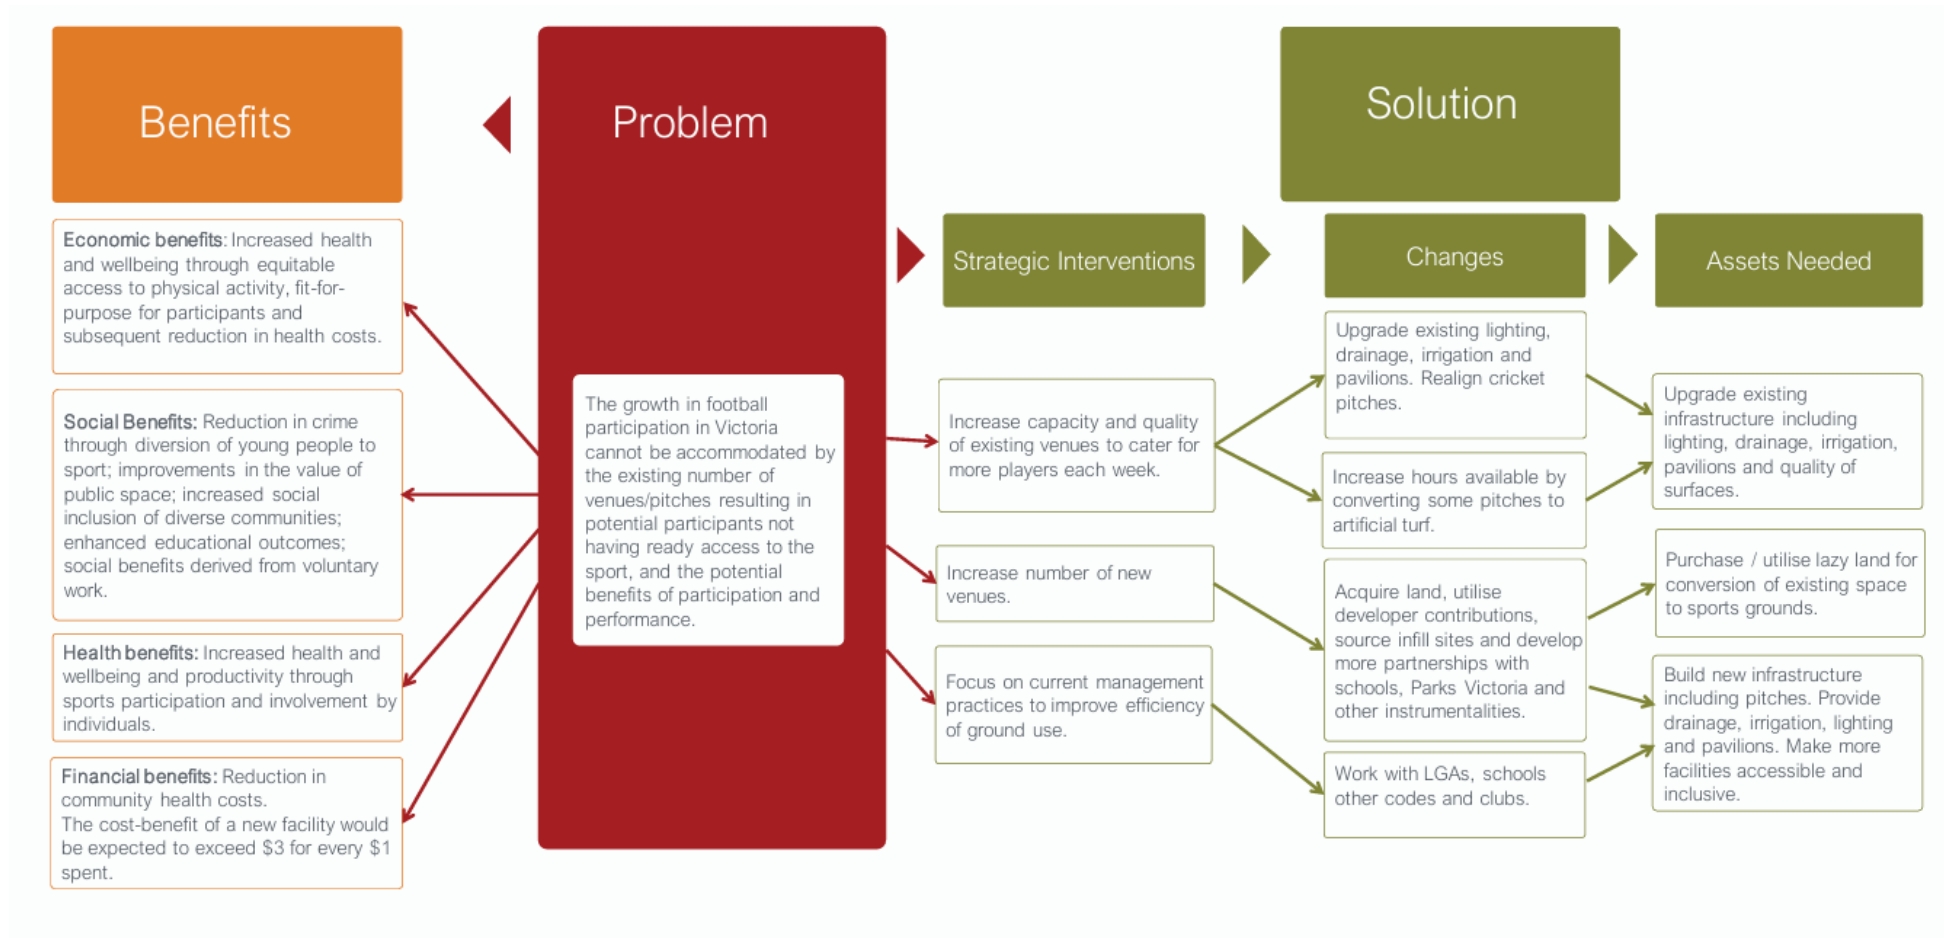 Benefits
Economic benefits: Increased health
and wellbeing through equitable
access to physical activity, fit-for-
purpose for participants and
subsequent reduction in health costs.
Social Benefits: Reduction in crime
through diversion of young people to
sport; improvements in the value of
public space; increased social
inclusion of diverse communities;
enhanced educational outcomes;
social benefits derived from voluntary
work.
Health benefits: Increased health and
wellbeing and productivity through
sports participation and involvement by
individuals.
Financial benefits: Reduction in
community health costs.
The cost-benefit of a new facility would
be expected to exceed $3 for every $1
spent.
Problem
The growth in football
participation in Victoria
cannot be accommodated by
the existing number of
venues/pitches resulting in
potential participants not
having ready access to the
sport, and the potential
benefits of participation and
performance.
Solution
Strategic Interventions
Increase capacity and quality
of existing venues to cater for
more players each week.
Increase number of new
venues.
Focus on current management
practices to improve efficiency
of ground use.
Changes
Upgrade existing lighting,
drainage, irrigation and
pavilions. Realign cricket
pitches.
Increase hours available by
converting some pitches to
artificial turf.
Acquire land, utilise
developer contributions,
source infill sites and develop
more partnerships with
schools, Parks Victoria and
other instrumentalities.
Work with LGAs, schools
other codes and clubs.
Assets Needed
Upgrade existing
infrastructure including
lighting, drainage, irrigation,
pavilions and quality of
surfaces.
Purchase / utilise lazy land for
conversion of existing space
to sports grounds.
Build new infrastructure
including pitches. Provide
drainage, irrigation, lighting
and pavilions. Make more
facilities accessible and
inclusive.